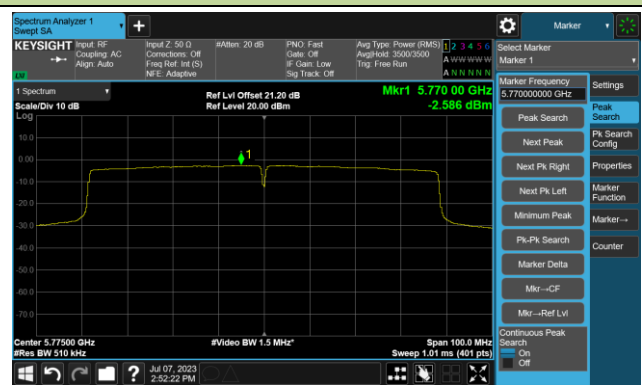 Spectrum Analyzer 1
Swept SA
+
Marker
KEYSIGHT
Input: RF
Coupling: AC
Align: Auto
Input Z: 50 Ω
Corrections: Off
Freq Ref: Int (S)
NFE: Adaptive
#Atten: 20 dB
PNO: Fast
Gate: Off
IF Gain: Low
Sig Track: Off
Avg Type: Power (RMS)
Avg|Hold: 3500/3500
Trig: Free Run
1 2 3 4 5 6
A W W W W W
A N N N N N
LW
Select Marker
Marker 1
1 Spectrum
Scale/Div 10 dB
Log
Ref Lvl Offset 21.20 dB
Ref Level 20.00 dBm
Mkr1 5.770 00 GHz
-2.586 dBm
10.0
0.00
-10.0
-20.0
-30.0
-40.0
-50.0
-60.0
-70.0
1
Center 5.77500 GHz
#Res BW 510 kHz
#Video BW 1.5 MHz*
Span 100.0 MHz
Sweep 1.01 ms (401 pts)
Marker Frequency
5.770000000 GHz
Peak Search
Next Peak
Next Pk Right
Next Pk Left
Minimum Peak
Pk-Pk Search
Marker Delta
Mkr→CF
Mkr→Ref Lvl
Continuous Peak
Search
On
Off
Settings
Peak
Search
Pk Search
Config
Properties
Marker
Function
Marker→
Counter
?
Jul 07, 2023
2:52:22 PM